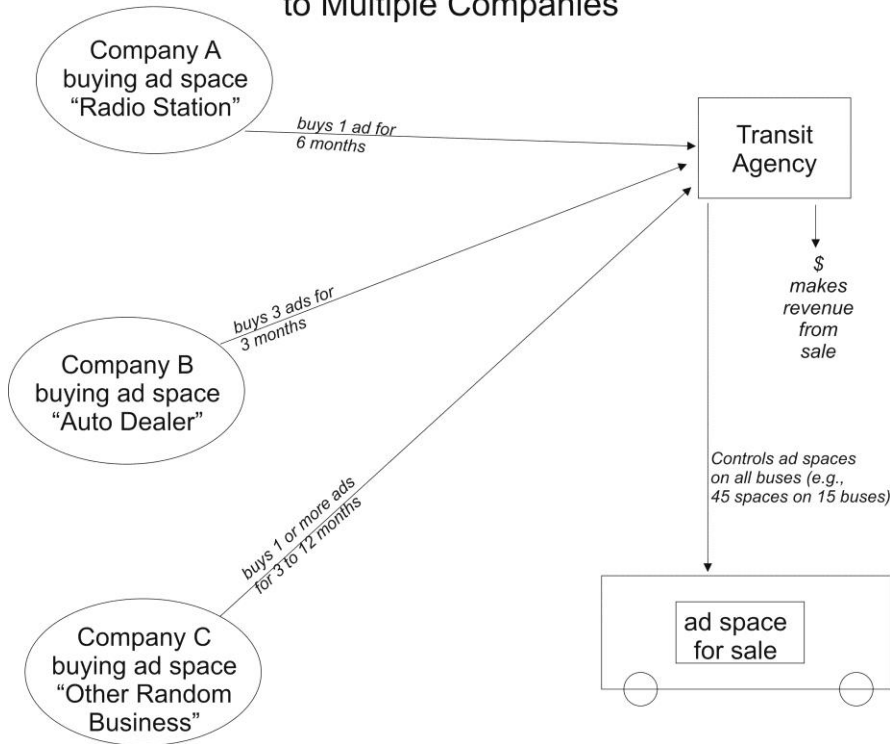 to Multiple Companies
Company A
buying ad space
“Radio Station”
buys 1 ad for
6 months
Transit
Agency
$
makes
revenue
from
sale
buys 3 ads for
3 months
Company B
buying ad space
“Auto Dealer”
Controls ad spaces
on all buses (e.g.,
45 spaces on 15 buses)
buys 1 or more ads
for 3 to 12 months
Company C
buying ad space
“Other Random
Business”
ad space
for sale